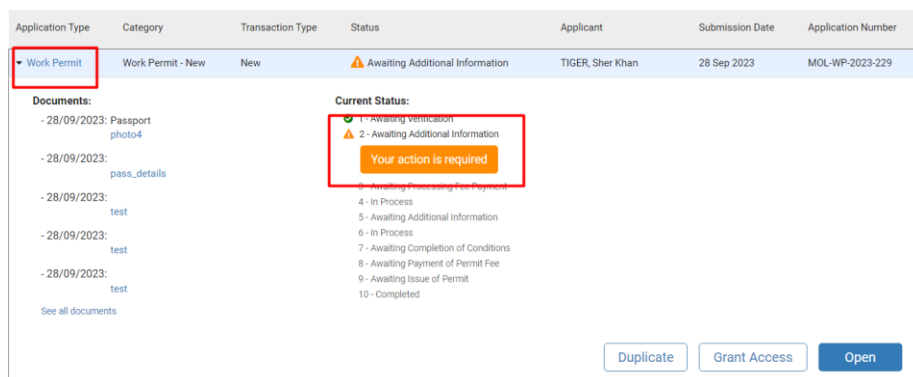 Application Type Category Transaction Type Status Applicant Submission Date Application Number
Work Permit Work Permit - New New Awaiting Additional Information TIGER, Sher Khan 28 Sep 2023 MOL-WP-2023-229
Documents:
- 28/09/2023: Passport
photo4
- 28/09/2023:
pass_details
- 28/09/2023:
test
- 28/09/2023:
test
- 28/09/2023:
test
See all documents
Current Status:
1 - Awaiting Verification
2 - Awaiting Additional Information
Your action is required
3 - Awaiting Processing Fee Payment
4 - In Process
5 - Awaiting Additional Information
6 - In Process
7 - Awaiting Completion of Conditions
8 - Awaiting Payment of Permit Fee
9 - Awaiting Issue of Permit
10 - Completed
Duplicate Grant Access Open